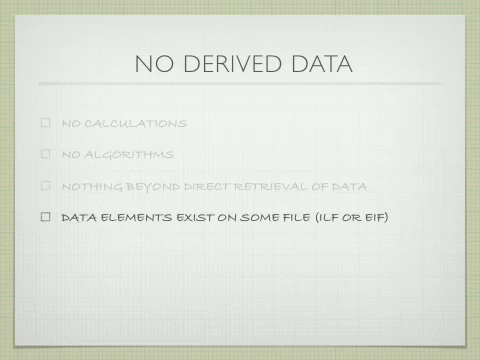 NO DERIVED DATA
NO CALCULATIONS
NO ALGORITHMS
NOTHING BEYOND DIRECT RETRIEVAL OF DATA
DATA ELEMENTS EXIST ON SOME FILE (ILF OR EIF)